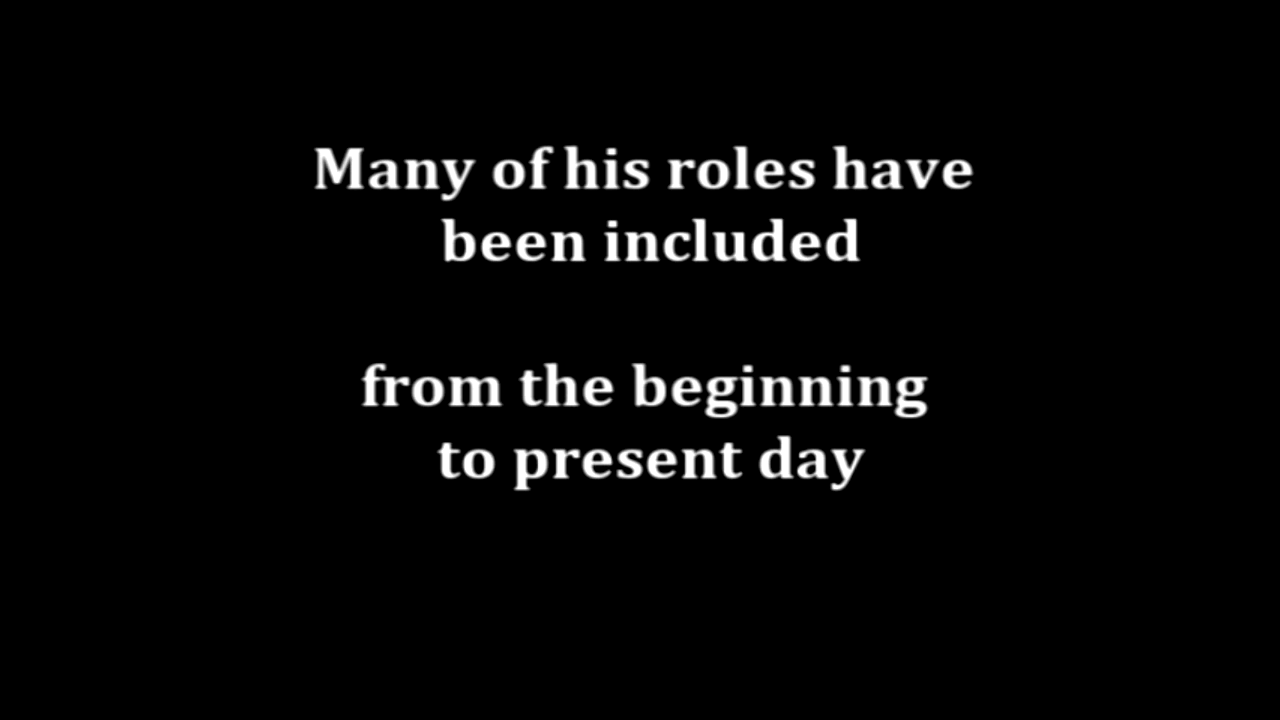 Many of his roles have
been included
from the beginning
to present day